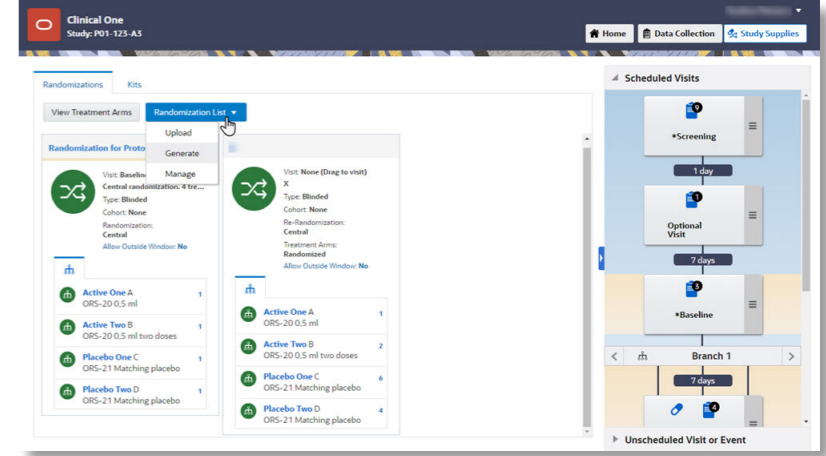 Clinical One
Study: P01-123-A3
Home
Data Collection
Study Supplies
Randomizations
Kits
View Treatment Arms
Randomization List
Upload
Generate
Manage
Randomization for Proto
Visit: Baselin
Central randomization. 4 tre...
Type: Blinded
Cohort: None
Randomization:
Central
Allow Outside Window: No
Active One A 1
ORS-20 0,5 ml
Active Two B 1
ORS-20 0,5 ml two doses
Placebo One C 1
ORS-21 Matching placebo
Placebo Two D 1
ORS-21 Matching placebo
Visit: None (Drag to visit)
X
Type: Blinded
Cohort: None
Re-Randomization:
Central
Treatment Arms:
Randomized
Allow Outside Window: No
Active One A 1
ORS-20 0,5 ml
Active Two B 2
ORS-20 0,5 ml two doses
Placebo One C 6
ORS-21 Matching placebo
Placebo Two D 4
ORS-21 Matching placebo
Scheduled Visits
9
*Screening
1 day
1
Optional
Visit
7 days
3
*Baseline
Branch 1
7 days
4
Unscheduled Visit or Event